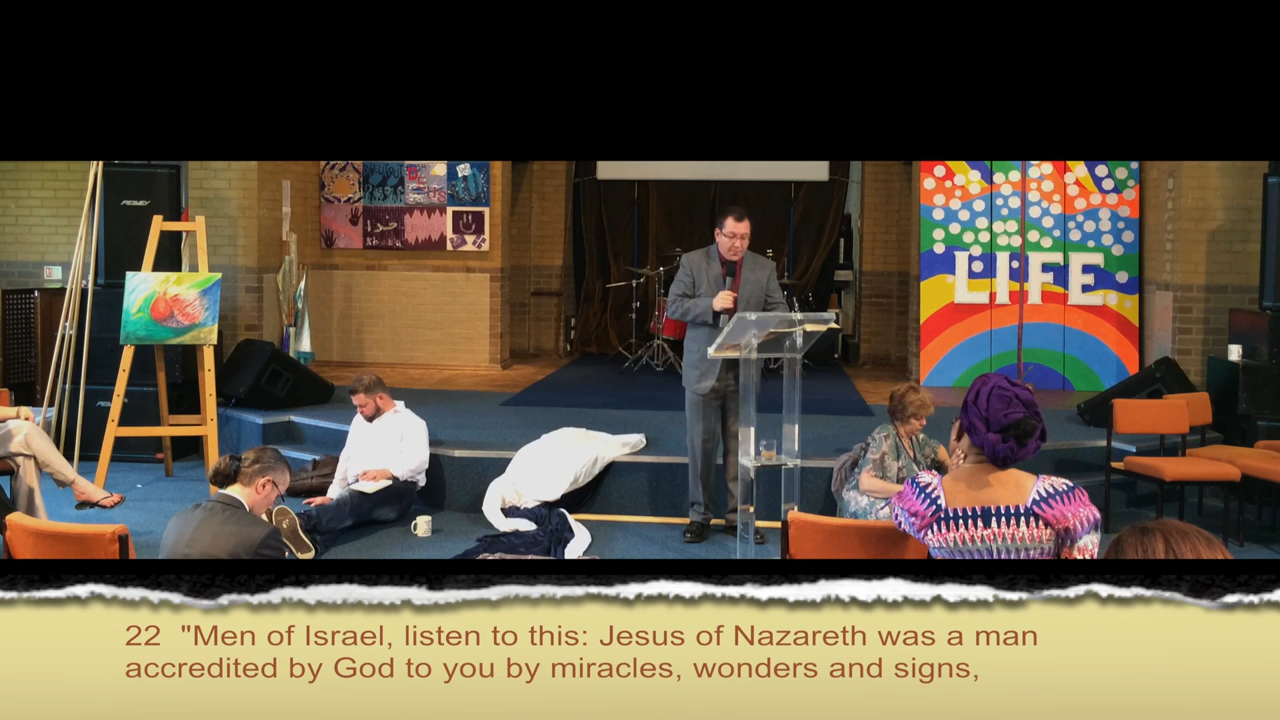 PEAVEY
LIFE
22 "Men of Israel, listen to this: Jesus of Nazareth was a man
accredited by God to you by miracles, wonders and signs,